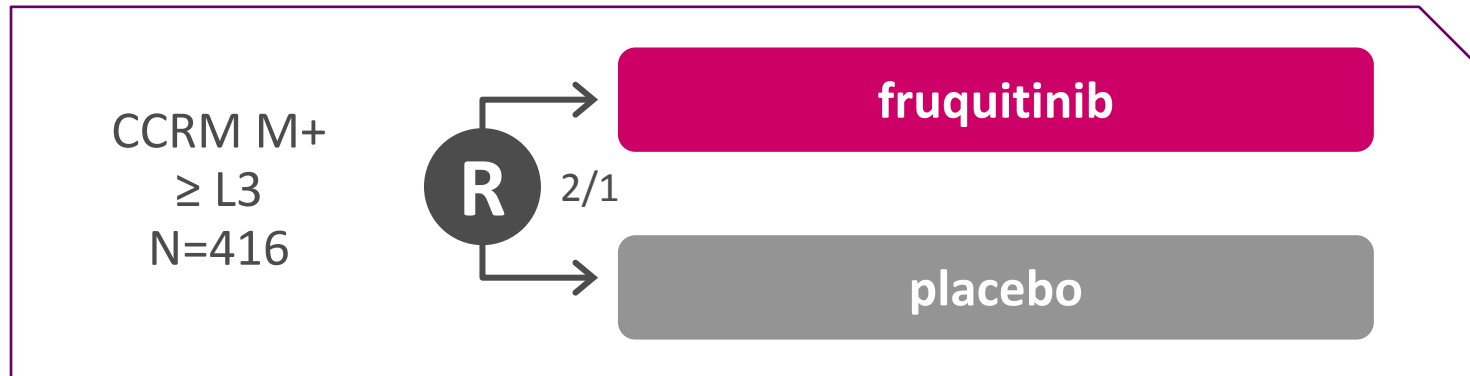 CCRM M+
≥ L3
N=416
R
2/1
fruquitinib
placebo